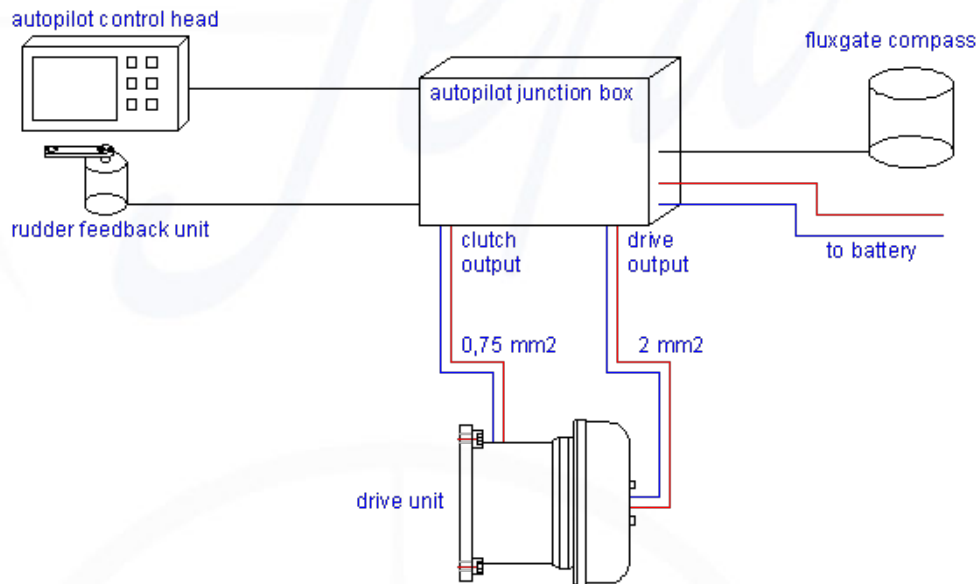 autopilot control head
fluxgate compass
autopilot junction box
rudder feedback unit
clutch
output
drive
output
to battery
0,75 mm2
2 mm2
drive unit